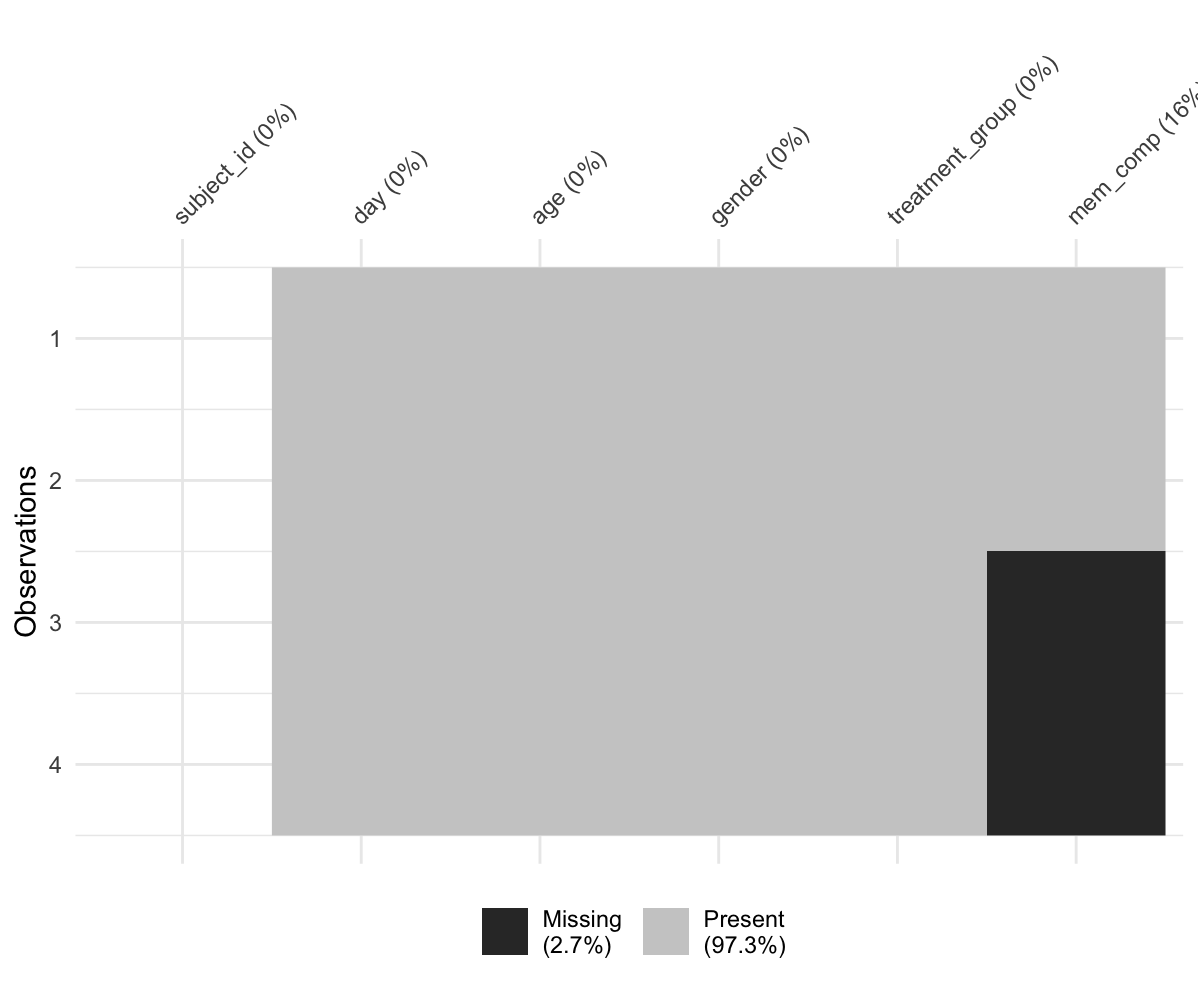 subject_id (0%)
day (0%)
age (0%)
gender (0%)
treatment_group (0%)
mem_comp (16%
Observations
1
2
3
4
Missing
(2.7%)
Present
(97.3%)